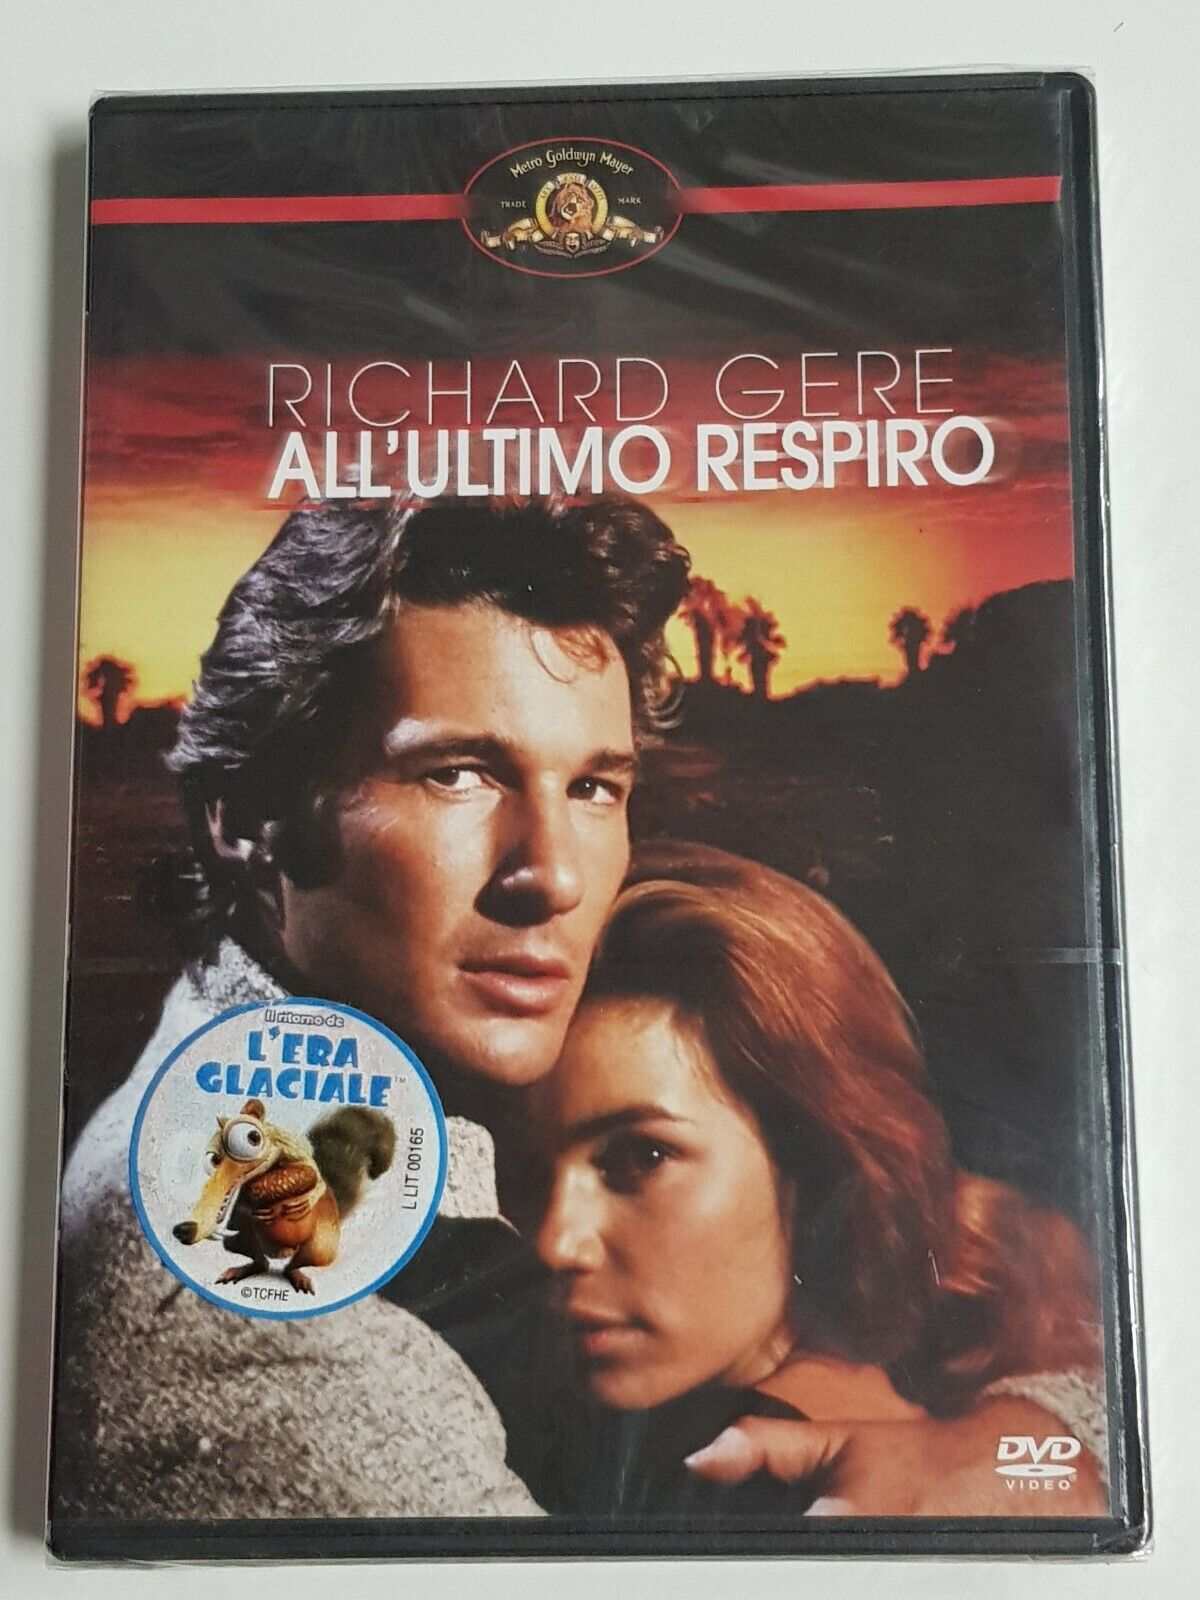 Metro Goldwyn Mayer
TRADE MARK
RICHARD GERE
ALL'ULTIMO RESPIRO
Il ritorno de
L'ERA
GLACIALE™
L LIT 00165
©TCFHE
DVD
VIDEO®